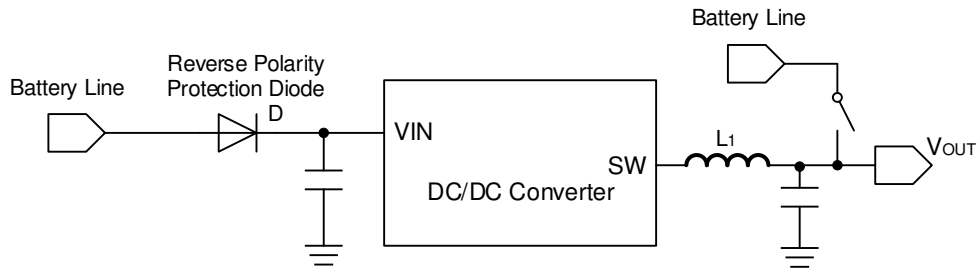 Battery Line
Reverse Polarity
Protection Diode
D
Battery Line
VIN
SW
DC/DC Converter
L1
VOUT